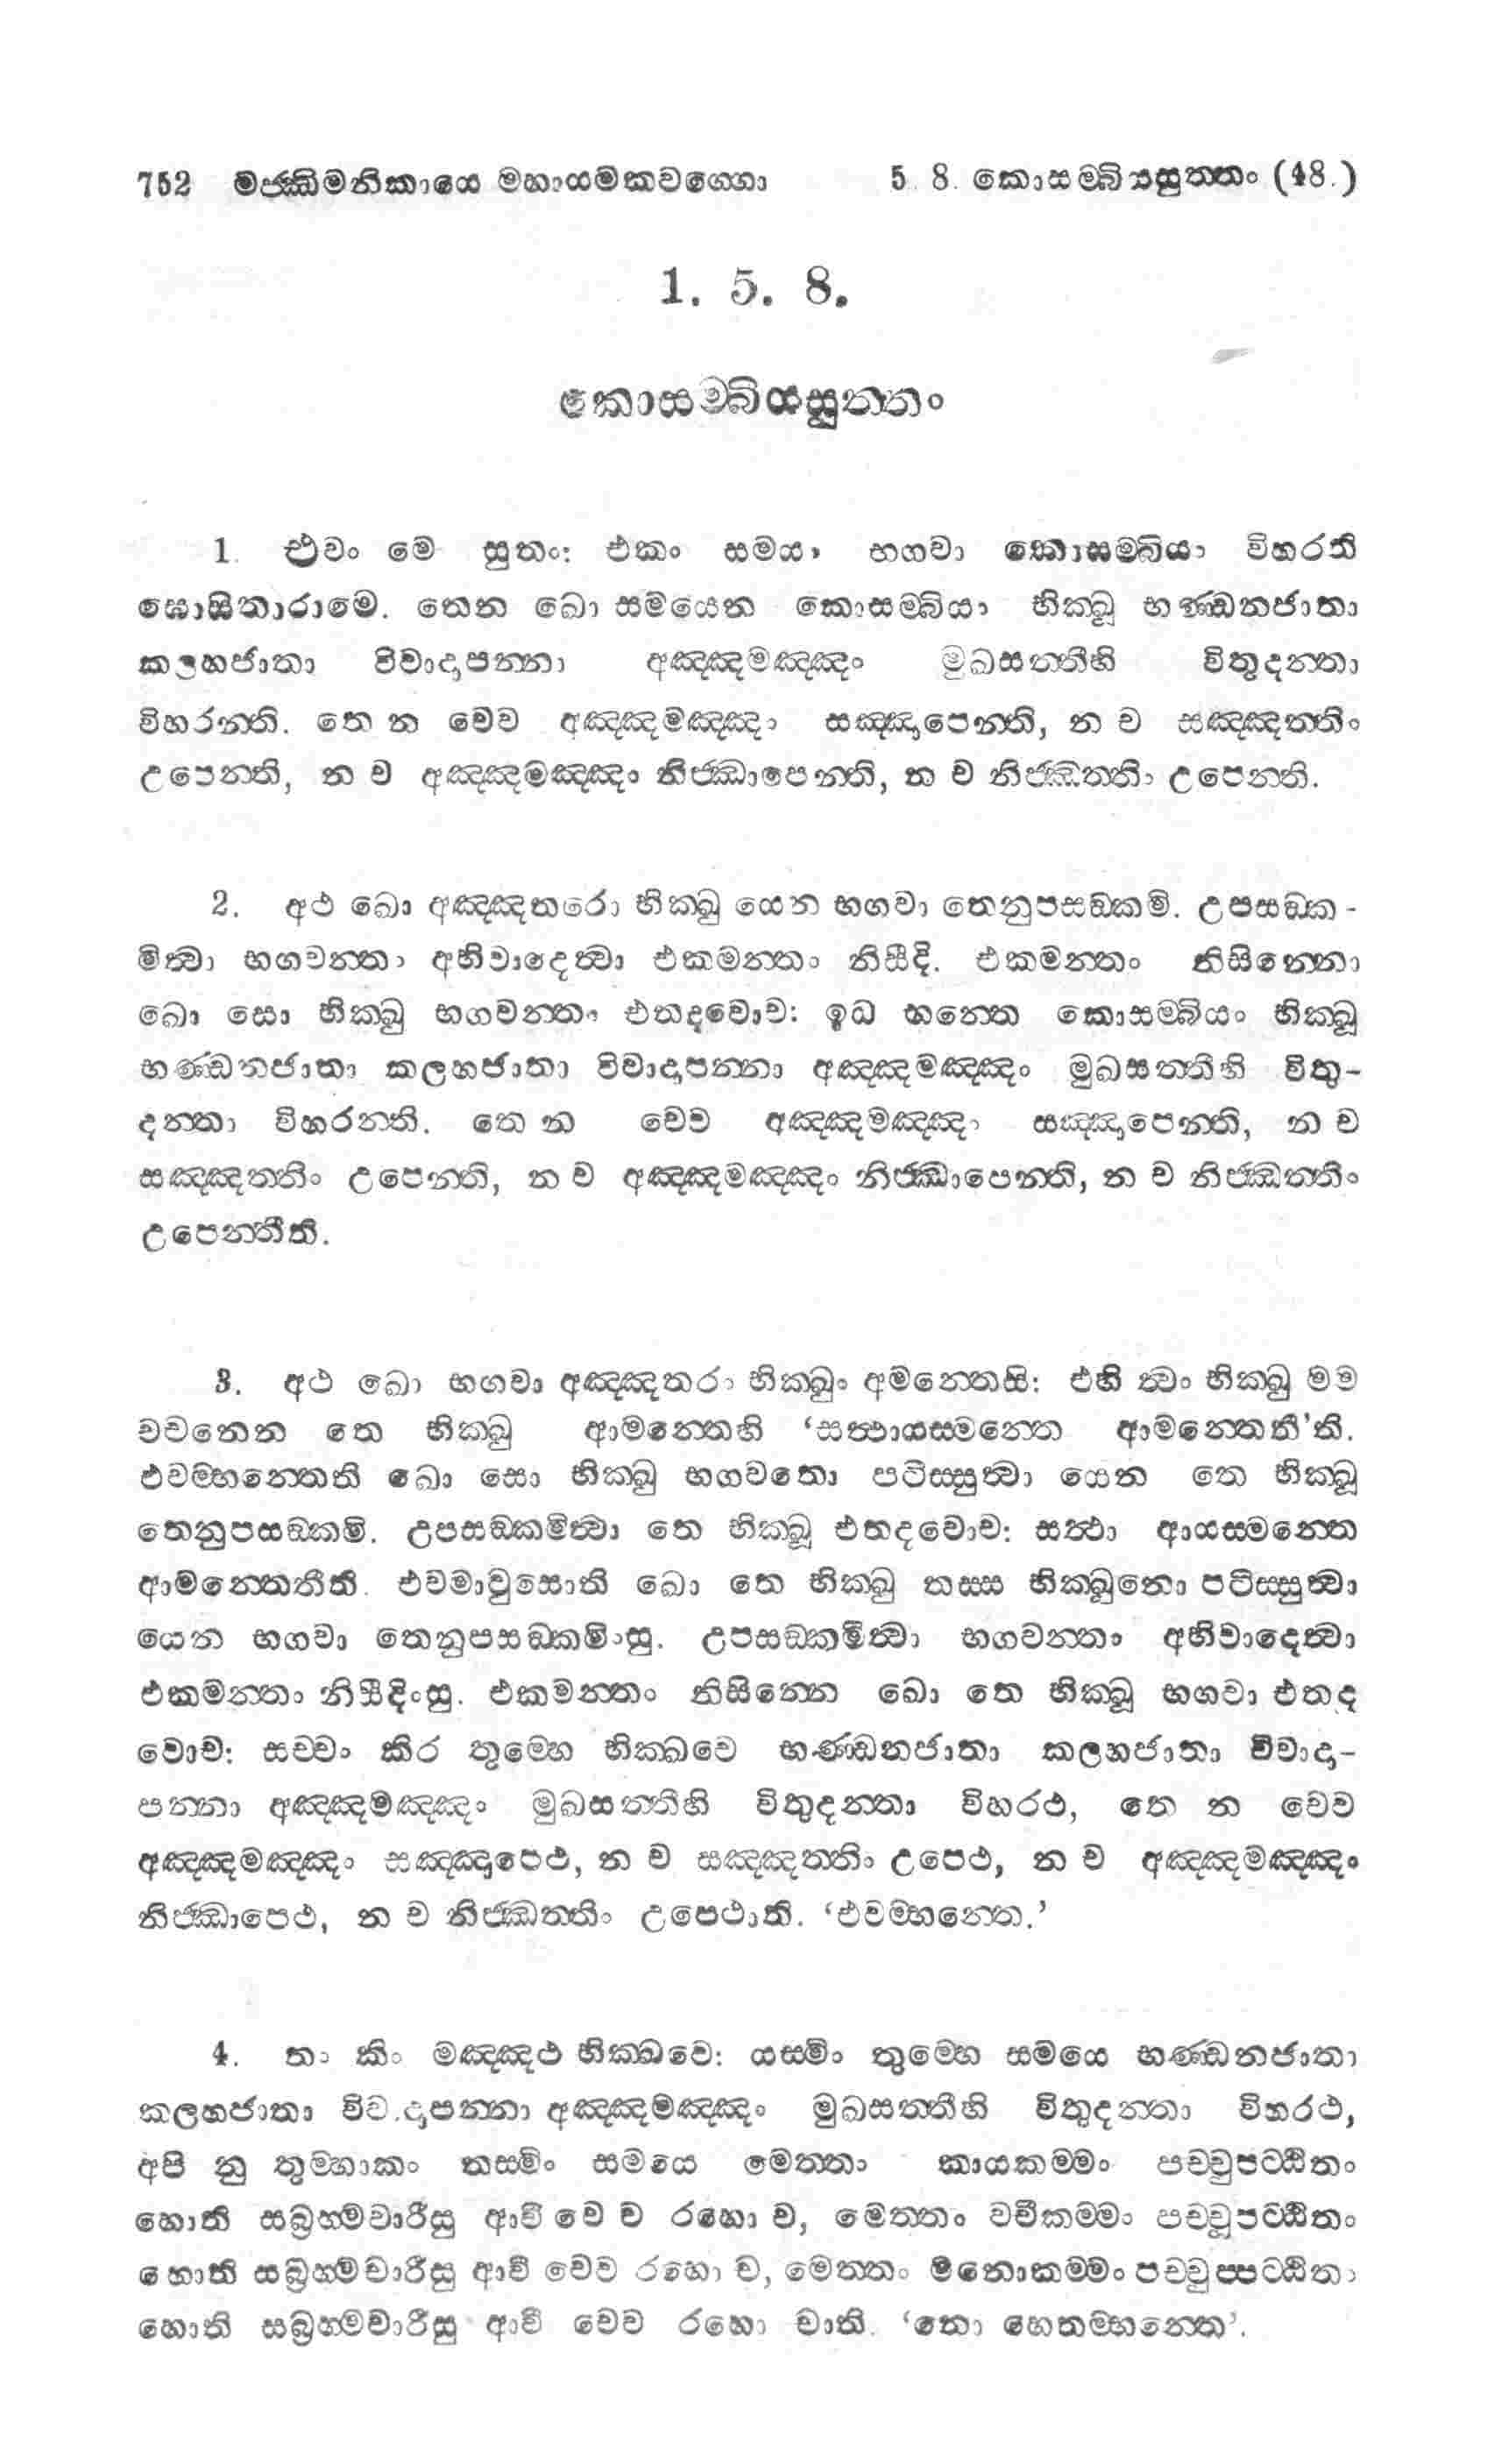 752 මජ්ඣිමනිකායෙ මහායමකවග්ගො 5. 8. කොසම්බියසුත්තං (48.)
1. 5. 8.
කොසම්බියසුත්තං
1. එවං මෙ සුතං: එකං සමයං භගවා කොසම්බියං විහරති
ඝොසිතාරාමෙ. තෙන ඛො සමයෙන කොසම්බියං භික්ඛූ භණ්ඩනජාතා
කලහජාතා විවාදාපන්නා අඤ්ඤමඤ්ඤං මුඛසත්තීහි විතුදන්තා
විහරන්ති. තෙ න චෙව අඤ්ඤමඤ්ඤං සඤ්ඤාපෙන්ති, න ච සඤ්ඤත්තිං
උපෙන්ති, න ච අඤ්ඤමඤ්ඤං නිජ්ඣාපෙන්ති, න ච නිජ්ඣත්තිං උපෙන්ති.
2. අථ ඛො අඤ්ඤතරො භික්ඛු යෙන භගවා තෙනුපසඞ්කමි. උපසඞ්ක-
මිත්වා භගවන්තං අභිවාදෙත්වා එකමන්තං නිසීදි. එකමන්තං නිසින්නො
ඛො සො භික්ඛු භගවන්තං එතදවොච: ඉධ භන්තෙ කොසම්බියං භික්ඛූ
භණ්ඩනජාතා කලහජාතා විවාදාපන්නා අඤ්ඤමඤ්ඤං මුඛසත්තීහි විතු-
දන්තා විහරන්ති. තෙ න චෙව අඤ්ඤමඤ්ඤං සඤ්ඤාපෙන්ති, න ච
සඤ්ඤත්තිං උපෙන්ති, න ච අඤ්ඤමඤ්ඤං නිජ්ඣාපෙන්ති, න ච නිජ්ඣත්තිං
උපෙන්තීති.
3. අථ ඛො භගවා අඤ්ඤතරං භික්ඛුං අමන්තෙසි: එහි ත්වං භික්ඛු මම
වචනෙන තෙ භික්ඛු ආමන්තෙහි ‘සත්ථායස්මන්තෙ ආමන්තෙතී’ති.
එවම්භන්තෙති ඛො සො භික්ඛු භගවතො පටිස්සුත්වා යෙන තෙ භික්ඛූ
තෙනුපසඞ්කමි. උපසඞ්කමිත්වා තෙ භික්ඛූ එතදවොච: සත්ථා ආයස්මන්තෙ
ආමන්තෙතීති. එවමාවුසොති ඛො තෙ භික්ඛු තස්ස භික්ඛුනො පටිස්සුත්වා
යෙන භගවා තෙනුපසඞ්කමිංසු. උපසඞ්කමිත්වා භගවන්තං අභිවාදෙත්වා
එකමන්තං නිසීදිංසු. එකමන්තං නිසින්නෙ ඛො තෙ භික්ඛූ භගවා එතද
වොච: සච්චං කිර තුම්හෙ භික්ඛවෙ භණ්ඩනජාතා කලහජාතා විවාදා-
පන්නා අඤ්ඤමඤ්ඤං මුඛසත්තීහි විතුදන්තා විහරථ, තෙ න චෙව
අඤ්ඤමඤ්ඤං සඤ්ඤාපෙථ, න ච සඤ්ඤත්තිං උපෙථ, න ච අඤ්ඤමඤ්ඤං
නිජ්ඣාපෙථ, න ච නිජ්ඣත්තිං උපෙථාති. ‘එවම්භන්තෙ.’
4. තං කිං මඤ්ඤථ භික්ඛවෙ: යස්මිං තුම්හෙ සමයෙ භණ්ඩනජාතා
කලහජාතා විවාදාපන්නා අඤ්ඤමඤ්ඤං මුඛසත්තීහි විතුදන්තා විහරථ,
අපි නු තුම්හාකං තස්මිං සමයෙ මෙත්තං කායකම්මං පච්චුපට්ඨිතං
හොති සබ්‍රහ්මචාරීසු ආවී චෙ ච රහො ච, මෙත්තං වචීකම්මං පච්චූපට්ඨිතං
හොති සබ්‍රහ්මචාරීසු ආවී චෙව රහො ච, මෙත්තං මනොකම්මං පච්චුප්පට්ඨිතං
හොති සබ්‍රහ්මචාරීසු ආවී චෙව රහො චාති. ‘නො හෙතම්භන්තෙ’.